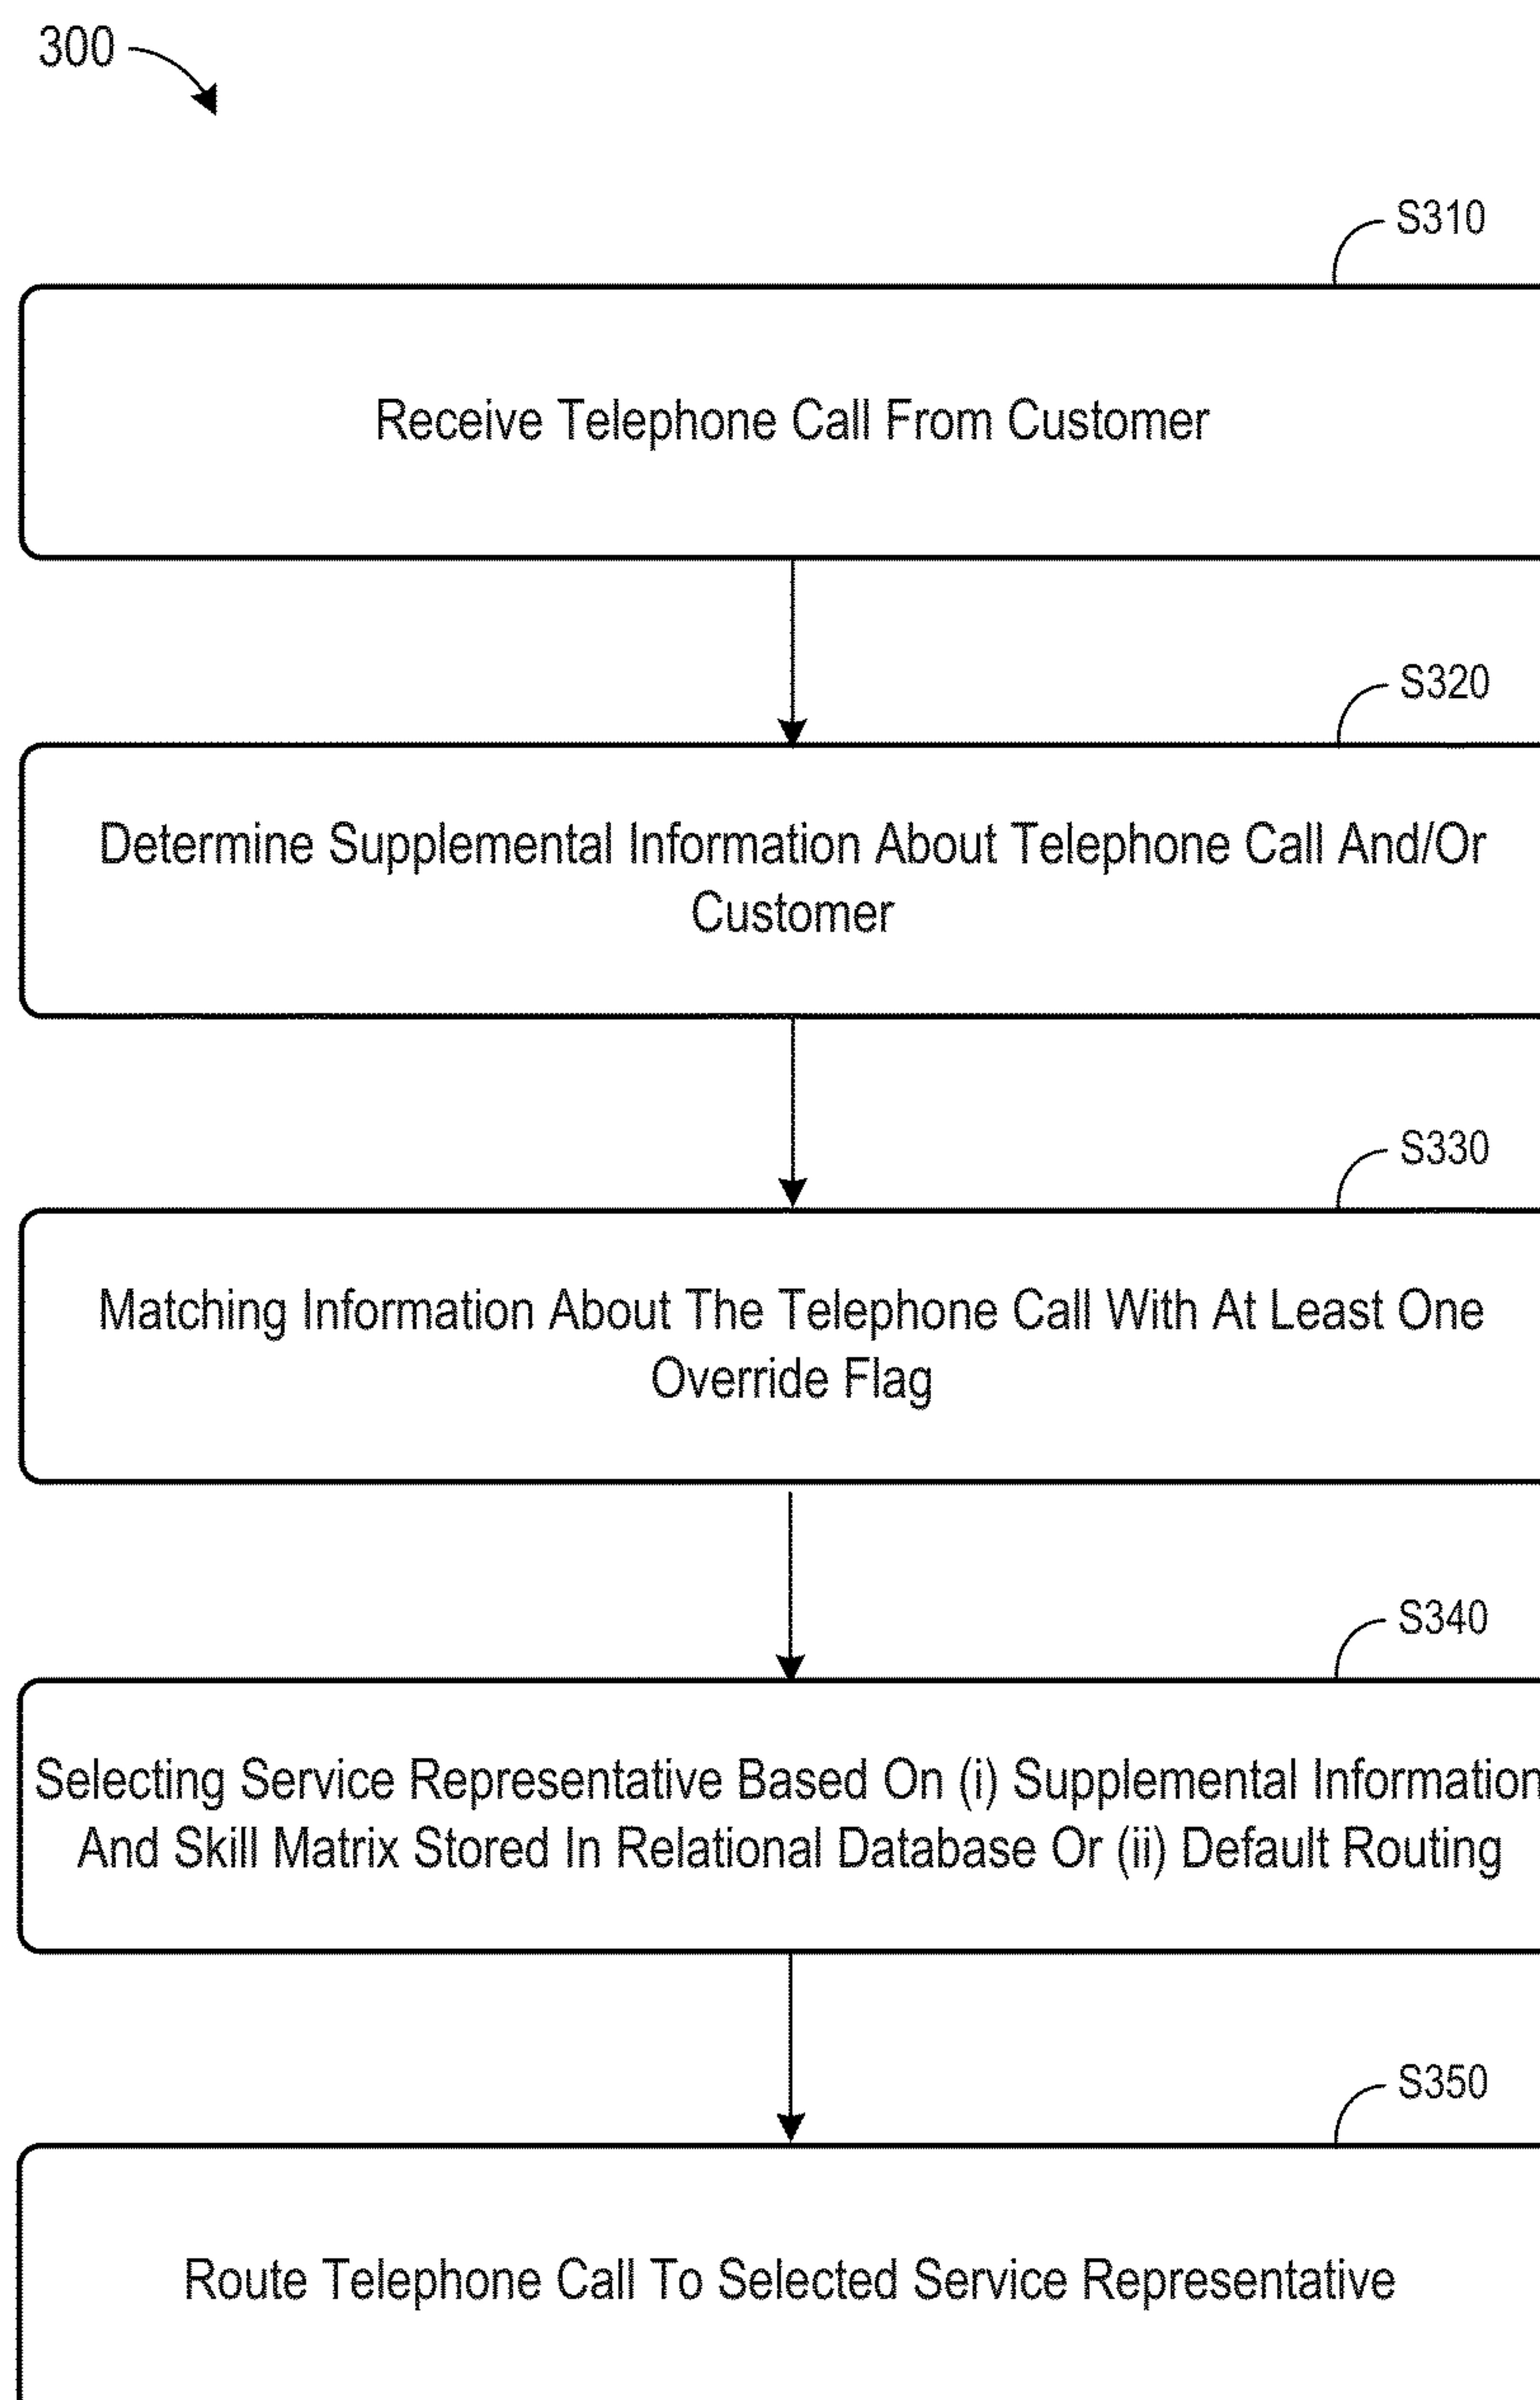 300
S310
Receive Telephone Call From Customer
S320
Determine Supplemental Information About Telephone Call And/Or
Customer
S330
Matching Information About The Telephone Call With At Least One
Override Flag
S340
Selecting Service Representative Based On (i) Supplemental Information
And Skill Matrix Stored In Relational Database Or (ii) Default Routing
S350
Route Telephone Call To Selected Service Representative